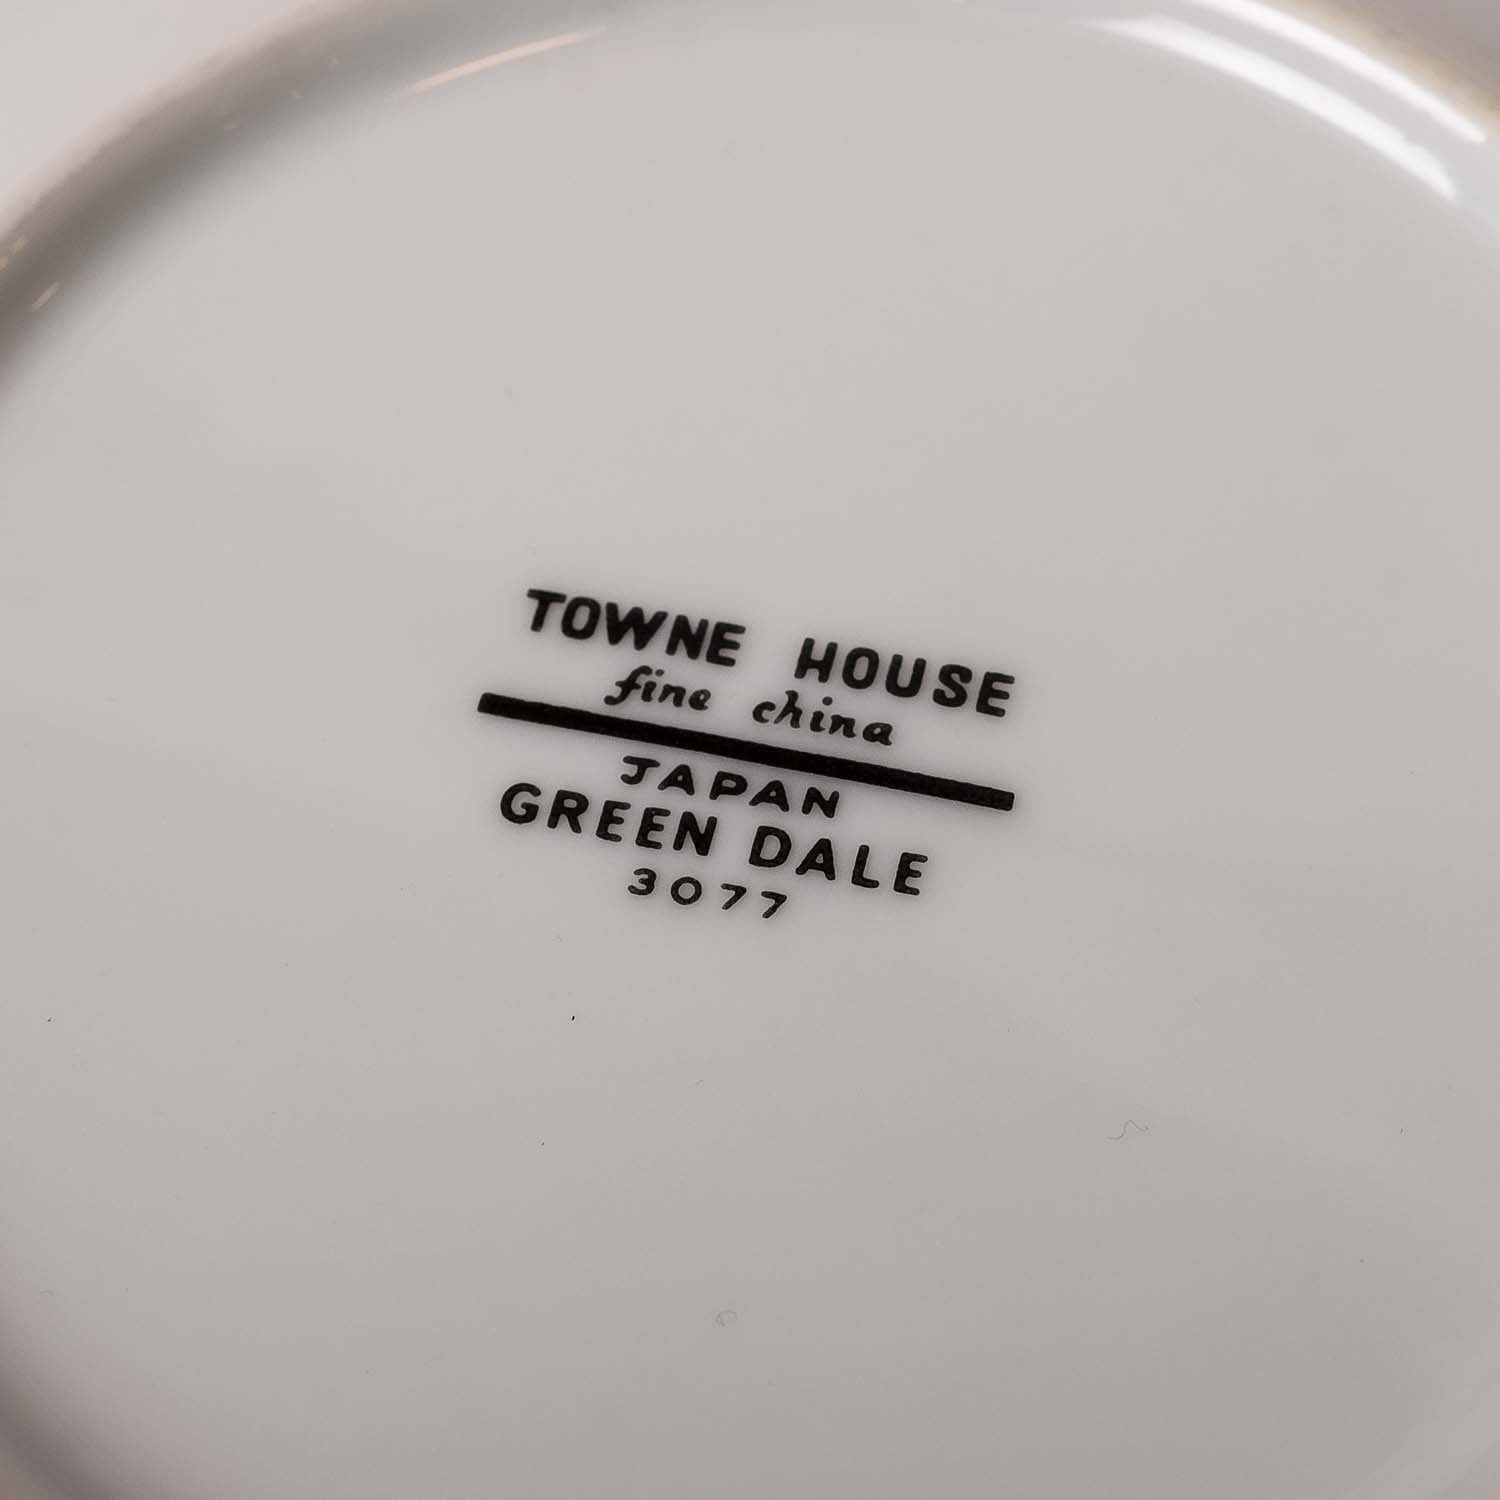 TOWNE HOUSE
fine china
JAPAN
GREEN DALE
3077